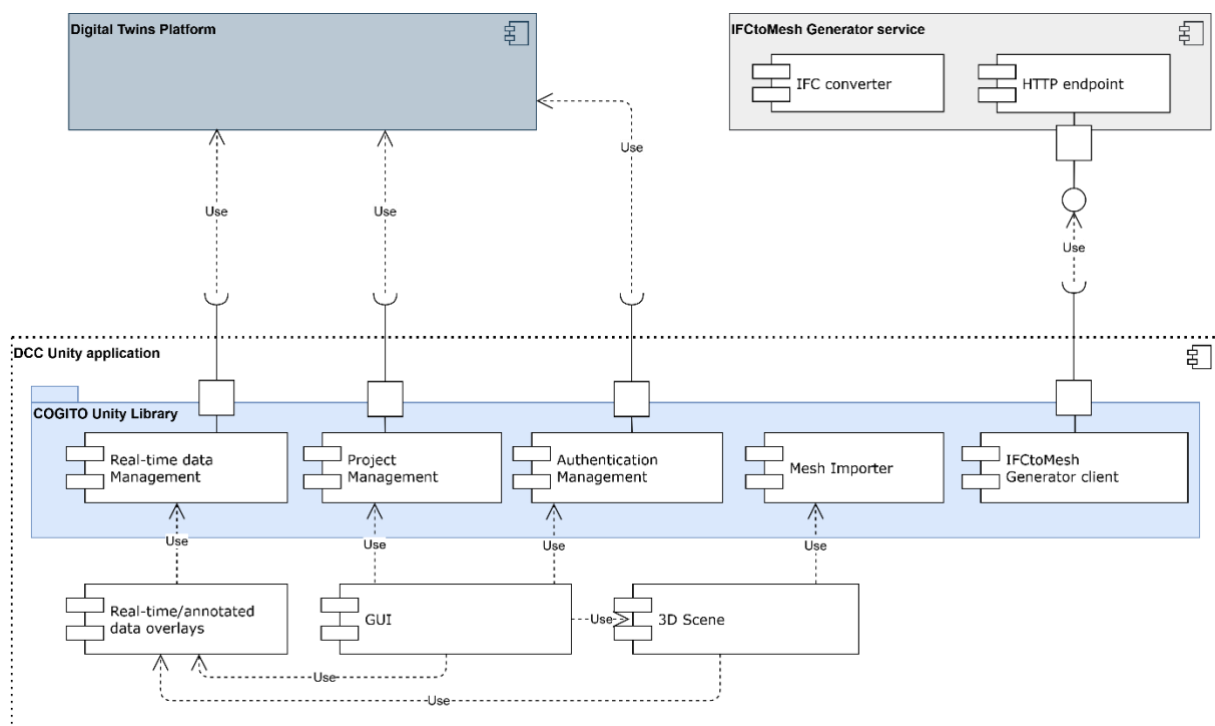 Digital Twins Platform
IFCtoMesh Generator service
IFC converter
HTTP endpoint
Use
Use
Use
Use
DCC Unity application
COGITO Unity Library
Real-time data
Management
Project
Management
Authentication
Management
Mesh Importer
IFCtoMesh
Generator client
Use
Use
Use
Use
Real-time/annotated
data overlays
GUI
Use
3D Scene
Use
Use